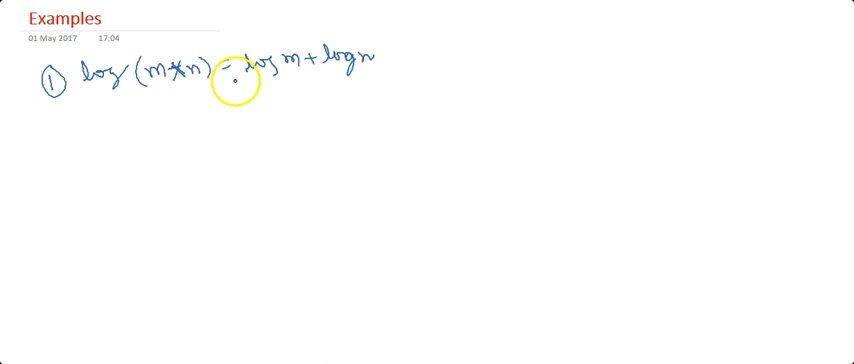 Examples
01 May 2017 17:04
① log (m×n) = log m + log n